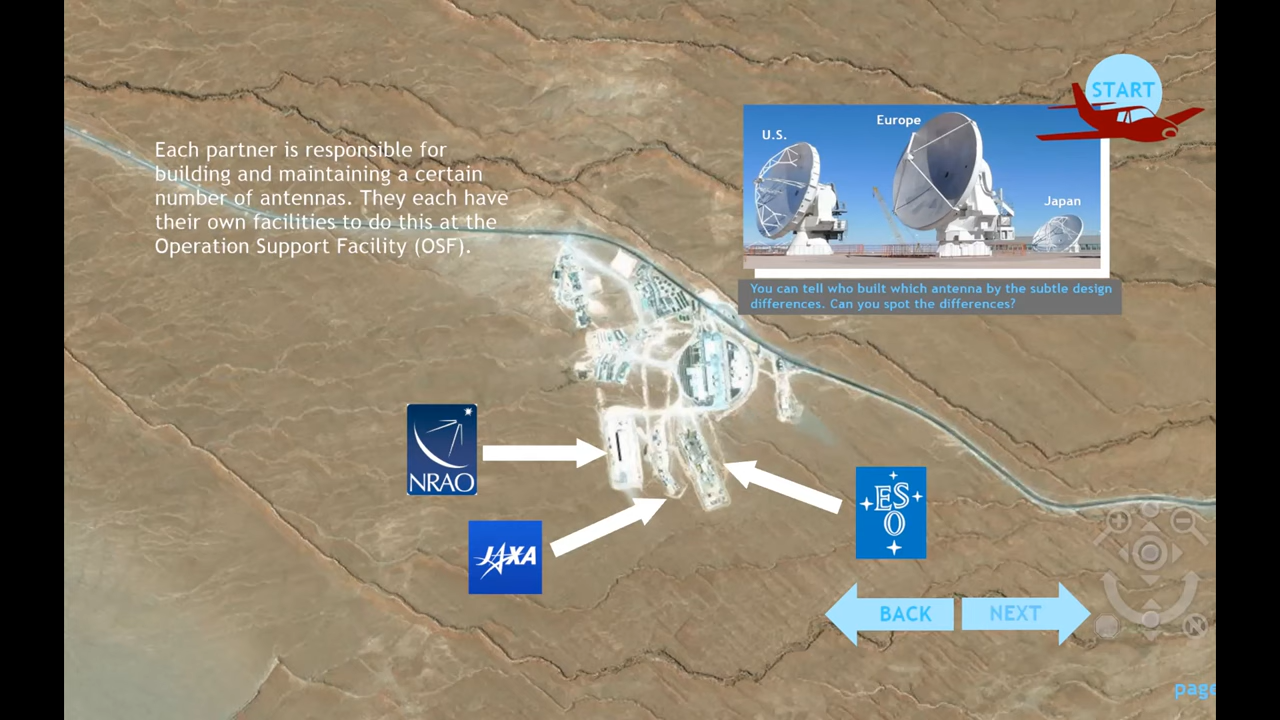 START
Each partner is responsible for
building and maintaining a certain
number of antennas. They each have
their own facilities to do this at the
Operation Support Facility (OSF).
U.S.
Europe
Japan
You can tell who built which antenna by the subtle design
differences. Can you spot the differences?
NRAO
JAXA
ESO
BACK
NEXT
N
page